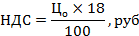 НДС = (Цо × 18) / 100 , руб